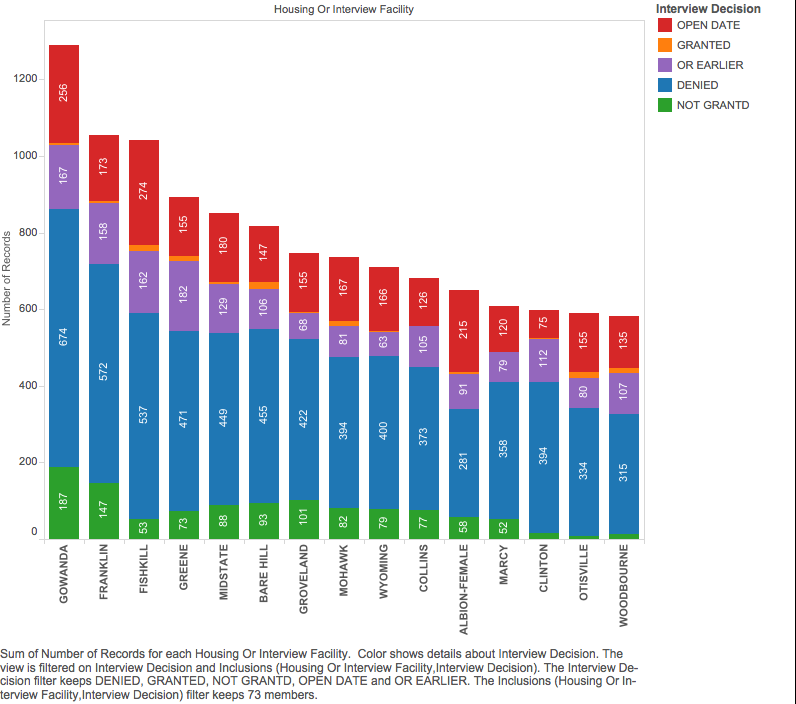 Housing Or Interview Facility
Interview Decision
OPEN DATE
GRANTED
OR EARLIER
DENIED
NOT GRANTD
Number of Records
1200
1000
800
600
400
200
0
256
167
674
187
173
158
572
147
274
162
537
53
155
182
471
73
180
129
449
88
147
106
455
93
155
68
422
101
167
81
394
82
166
63
400
79
126
105
373
77
215
91
281
58
120
79
358
52
75
112
394
155
80
334
135
107
315
GOWANDA
FRANKLIN
FISHKILL
GREENE
MIDSTATE
BARE HILL
GROVELAND
MOHAWK
WYOMING
COLLINS
ALBION-FEMALE
MARCY
CLINTON
OTISVILLE
WOODBOURNE
Sum of Number of Records for each Housing Or Interview Facility.  Color shows details about Interview Decision. The
view is filtered on Interview Decision and Inclusions (Housing Or Interview Facility,Interview Decision). The Interview De-
cision filter keeps DENIED, GRANTED, NOT GRANTD, OPEN DATE and OR EARLIER. The Inclusions (Housing Or In-
terview Facility,Interview Decision) filter keeps 73 members.